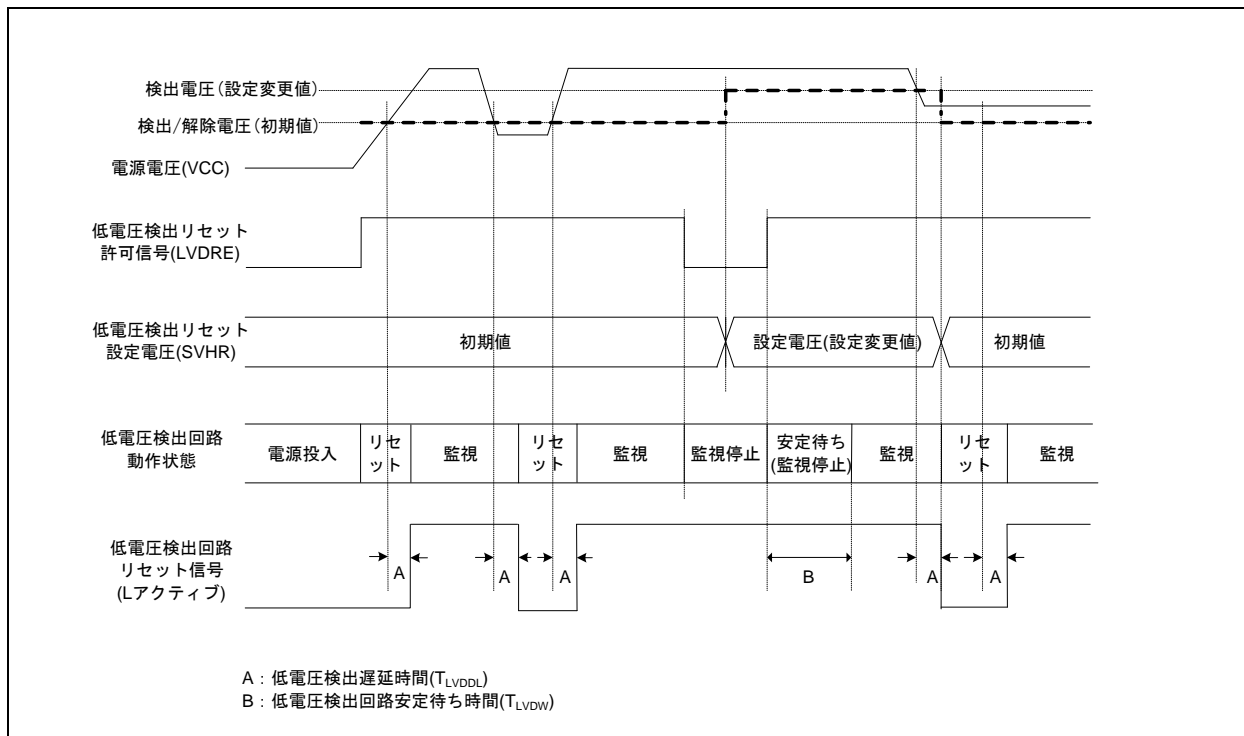 検出電圧(設定変更値)
検出/解除電圧(初期値)
電源電圧(VCC)
低電圧検出リセット
許可信号(LVDRE)
低電圧検出リセット
設定電圧(SVHR)
初期値
設定電圧(設定変更値)
初期値
低電圧検出回路
動作状態
電源投入
リセ
ット
監視
リセ
ット
監視
監視停止
安定待ち
(監視停止)
監視
リセ
ット
監視
低電圧検出回路
リセット信号
(Lアクティブ)
A
A
A
B
A
A
A：低電圧検出遅延時間(TLVDDL)
B：低電圧検出回路安定待ち時間(TLVDW)